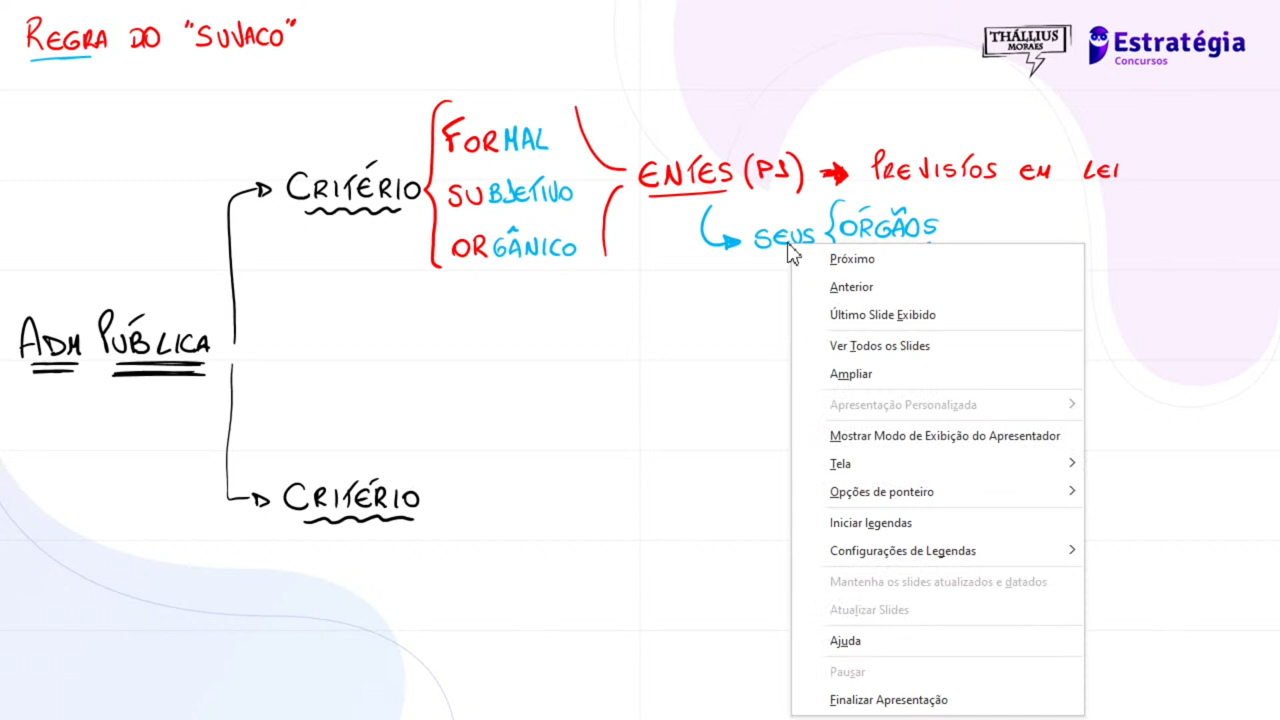 REGRA DO "SUVACO"
THÁLLIUS
MORAES
Estratégia
Concursos
CRITÉRIO
FORMAL
SUBJETIVO
ORGÂNICO
ENTES (PJ) → PREVISTOS EM LEI
SEUS { ÓRGÃOS
ADM PÚBLICA
CRITÉRIO
Próximo
Anterior
Último Slide Exibido
Ver Todos os Slides
Ampliar
Apresentação Personalizada
Mostrar Modo de Exibição do Apresentador
Tela
Opções de ponteiro
Iniciar legendas
Configurações de Legendas
Mantenha os slides atualizados e datados
Atualizar Slides
Ajuda
Pausar
Finalizar Apresentação